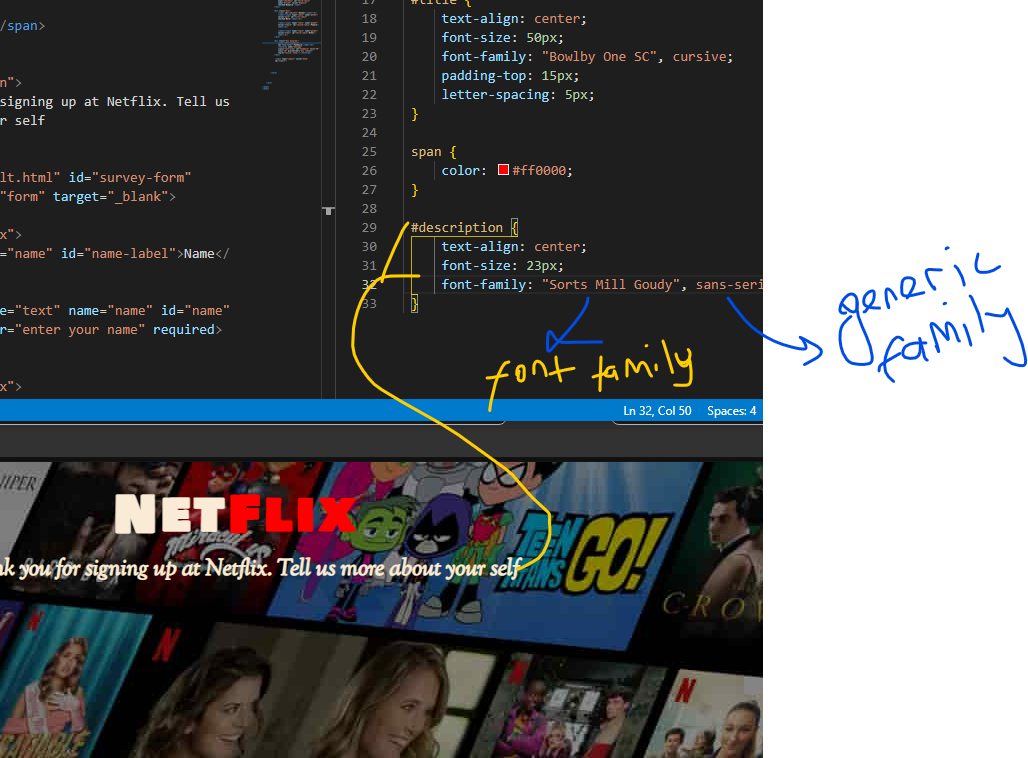 /span>
n">
signing up at Netflix. Tell us
r self
lt.html" id="survey-form"
"form" target="_blank">
x">
="name" id="name-label">Name</
e="text" name="name" id="name"
r="enter your name" required>
x">
17 #title {
18 text-align: center;
19 font-size: 50px;
20 font-family: "Bowlby One SC", cursive;
21 padding-top: 15px;
22 letter-spacing: 5px;
23 }
24
25 span {
26 color: #ff0000;
27 }
28
29 #description {
30 text-align: center;
31 font-size: 23px;
32 font-family: "Sorts Mill Goudy", sans-seri
33 }
generic
family
font family
Ln 32, Col 50 Spaces: 4
NETFLIX
nk you for signing up at Netflix. Tell us more about your self
TEEN
TITANS
GO!
CROW
N
N
N
N